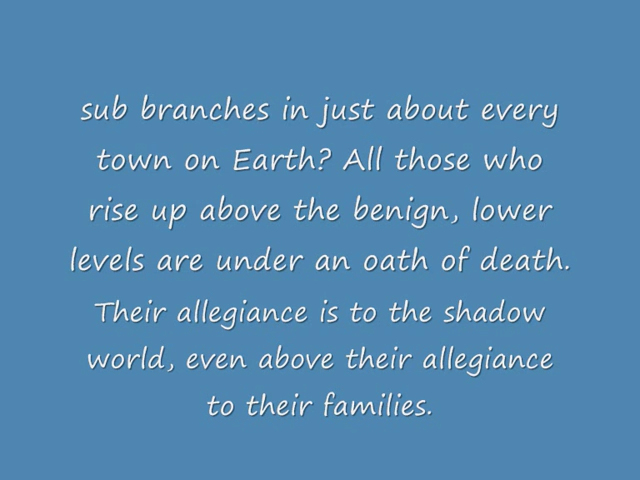 sub branches in just about every
town on Earth? All those who
rise up above the benign, lower
levels are under an oath of death.
Their allegiance is to the shadow
world, even above their allegiance
to their families.